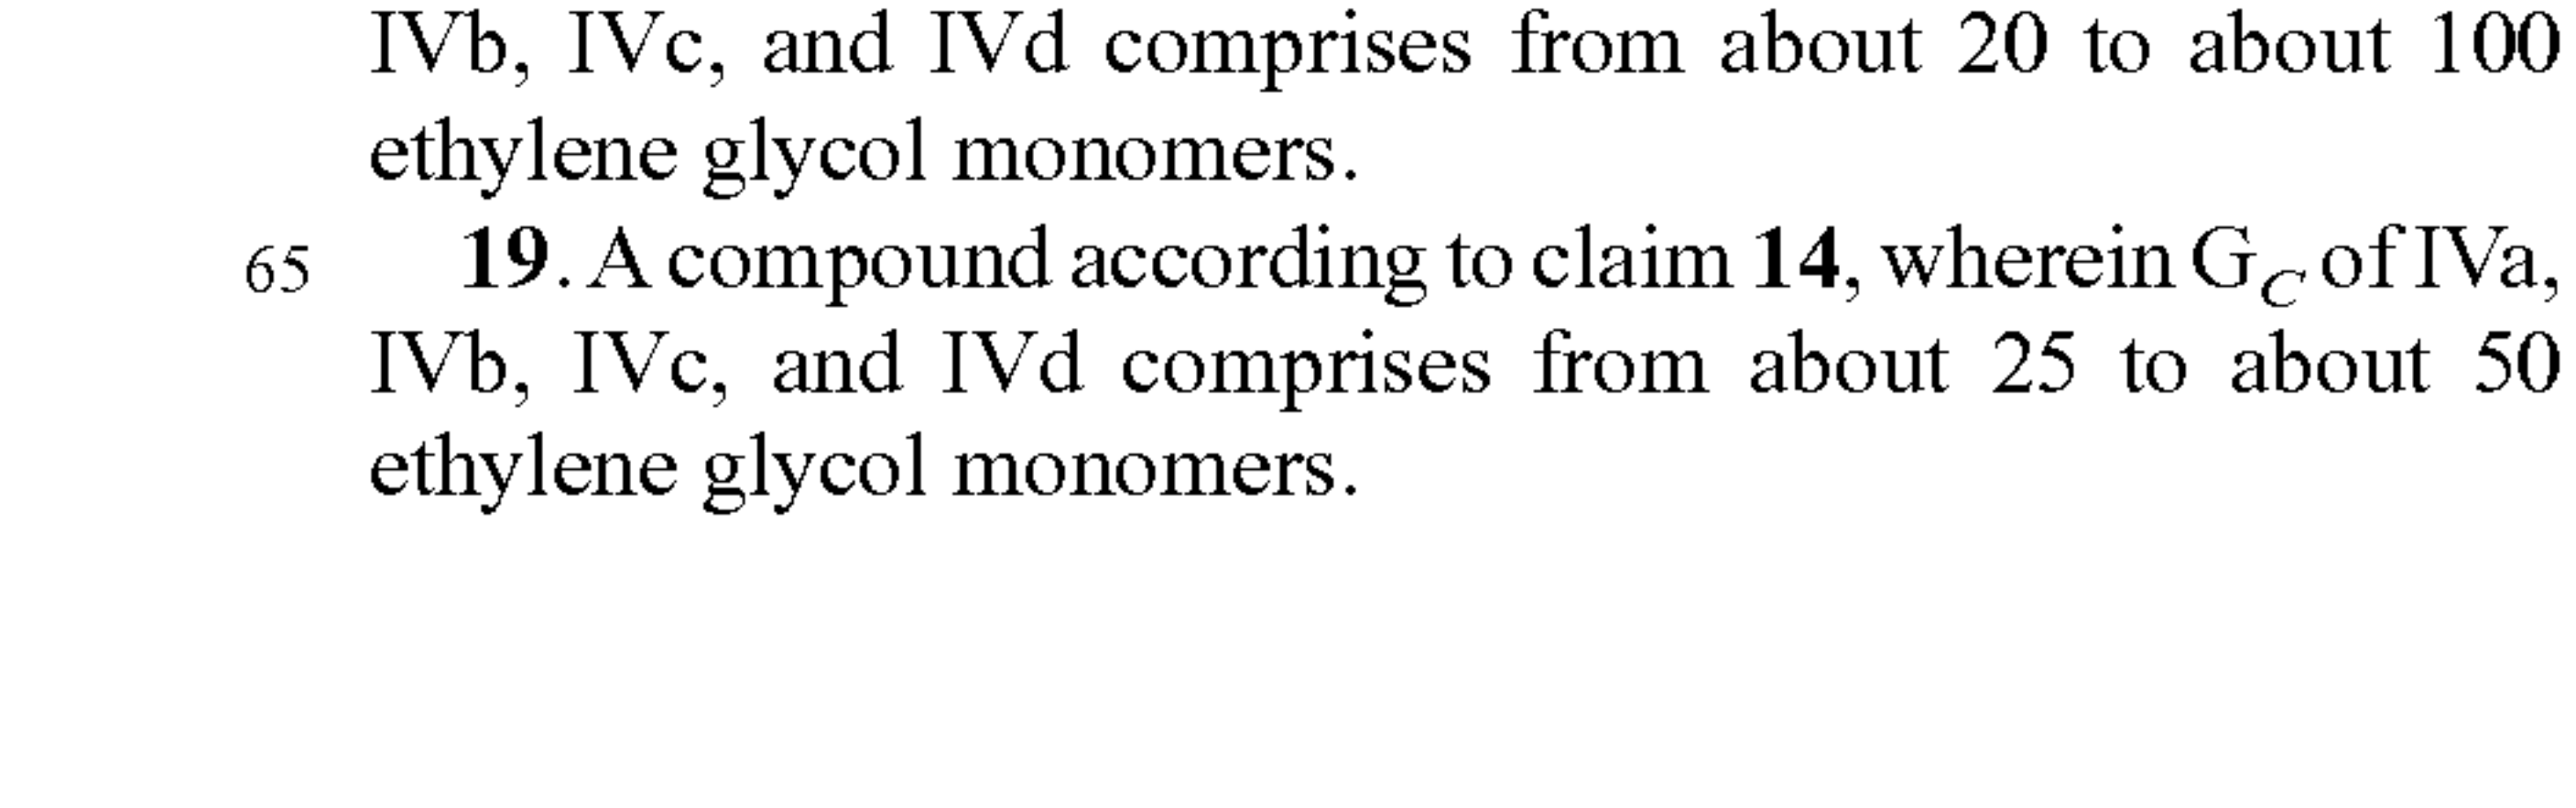 IVb, IVc, and IVd comprises from about 20 to about 100
ethylene glycol monomers.
65 19. A compound according to claim 14, wherein G_C of IVa,
IVb, IVc, and IVd comprises from about 25 to about 50
ethylene glycol monomers.